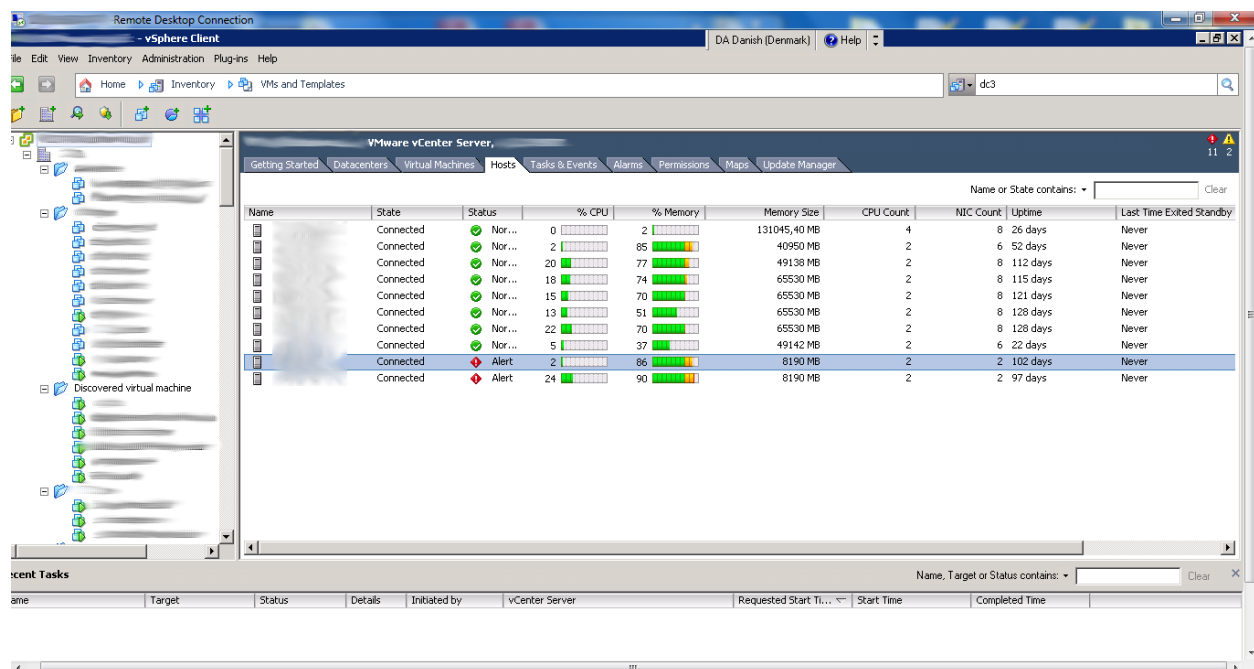 Remote Desktop Connection
- vSphere Client
DA Danish (Denmark) Help
ile Edit View Inventory Administration Plug-ins Help
Home Inventory VMs and Templates dc3
VMware vCenter Server,
11 2
Getting Started Datacenters Virtual Machines Hosts Tasks & Events Alarms Permissions Maps Update Manager
Name or State contains: Clear
Name State Status % CPU % Memory Memory Size CPU Count NIC Count Uptime Last Time Exited Standby
Connected Nor... 0 2 131045,40 MB 4 8 26 days Never
Connected Nor... 2 85 40950 MB 2 6 52 days Never
Connected Nor... 20 77 49138 MB 2 8 112 days Never
Connected Nor... 18 74 65530 MB 2 8 115 days Never
Connected Nor... 15 70 65530 MB 2 8 121 days Never
Connected Nor... 13 51 65530 MB 2 8 128 days Never
Connected Nor... 22 70 65530 MB 2 8 128 days Never
Connected Nor... 5 37 49142 MB 2 6 22 days Never
Connected Alert 2 86 8190 MB 2 2 102 days Never
Connected Alert 24 90 8190 MB 2 2 97 days Never
Discovered virtual machine
ecent Tasks
Name, Target or Status contains: Clear
ame Target Status Details Initiated by vCenter Server Requested Start Ti... Start Time Completed Time